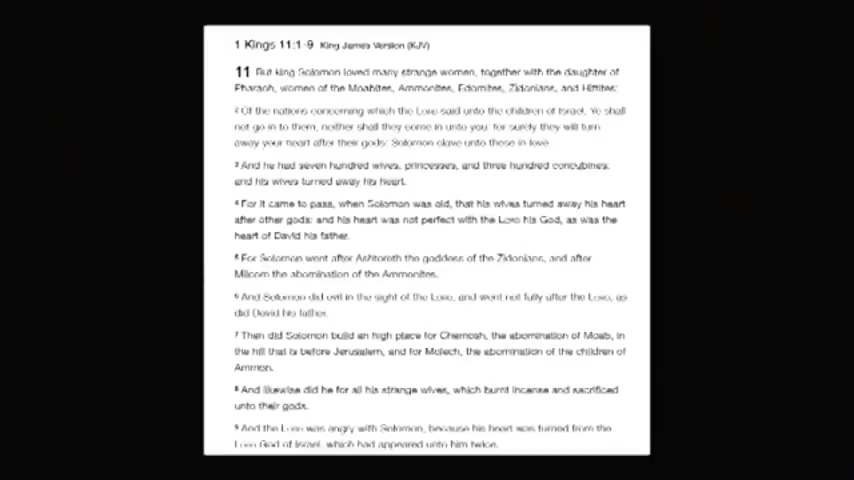 1 Kings 11:1-9 King James Version (KJV)
11 But king Solomon loved many strange women, together with the daughter of
Pharaoh, women of the Moabites, Ammonites, Edomites, Zidonians, and Hittites:
2 Of the nations concerning which the Lord said unto the children of Israel, Ye shall
not go in to them, neither shall they come in unto you: for surely they will turn
away your heart after their gods: Solomon clave unto these in love.
3 And he had seven hundred wives, princesses, and three hundred concubines:
and his wives turned away his heart.
4 For it came to pass, when Solomon was old, that his wives turned away his heart
after other gods: and his heart was not perfect with the Lord his God, as was the
heart of David his father.
5 For Solomon went after Ashtoreth the goddess of the Zidonians, and after
Milcom the abomination of the Ammonites.
6 And Solomon did evil in the sight of the Lord, and went not fully after the Lord, as
did David his father.
7 Then did Solomon build an high place for Chemosh, the abomination of Moab, in
the hill that is before Jerusalem, and for Molech, the abomination of the children of
Ammon.
8 And likewise did he for all his strange wives, which burnt incense and sacrificed
unto their gods.
9 And the Lord was angry with Solomon, because his heart was turned from the
Lord God of Israel, which had appeared unto him twice,